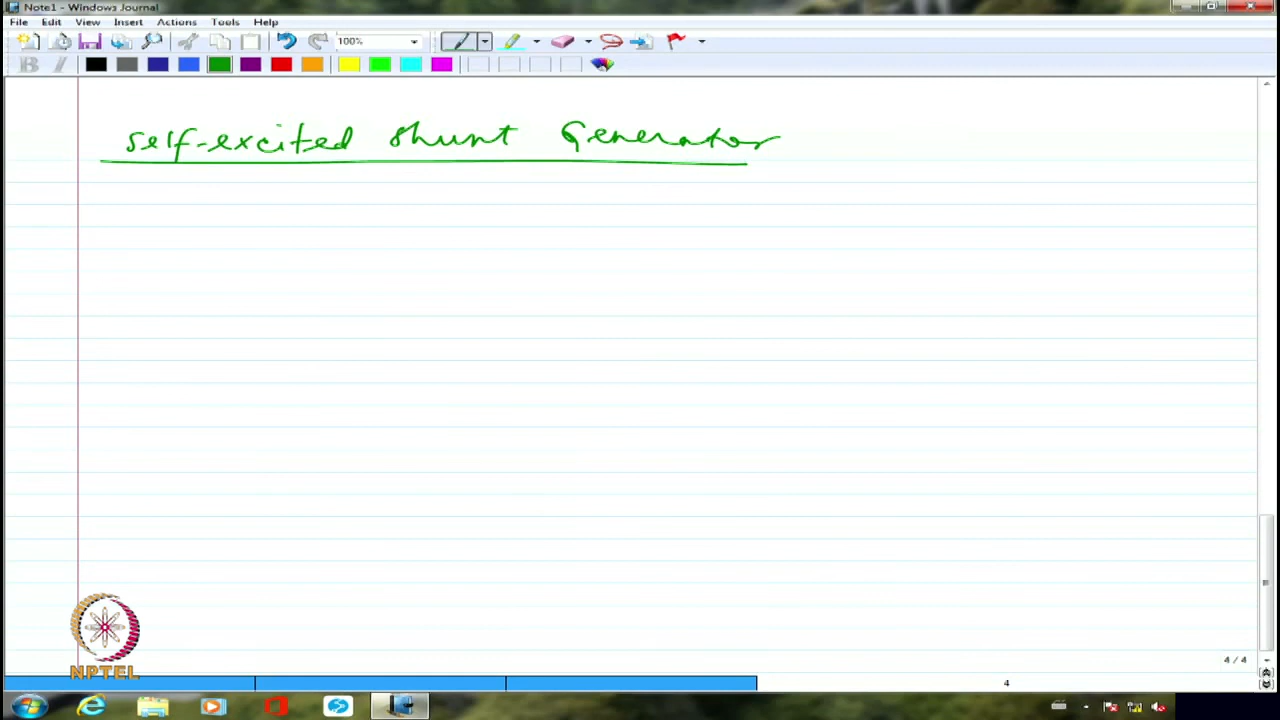 Note1 - Windows Journal
File Edit View Insert Actions Tools Help
100%
B I
self-excited shunt Generator
NPTEL
4 / 4
4